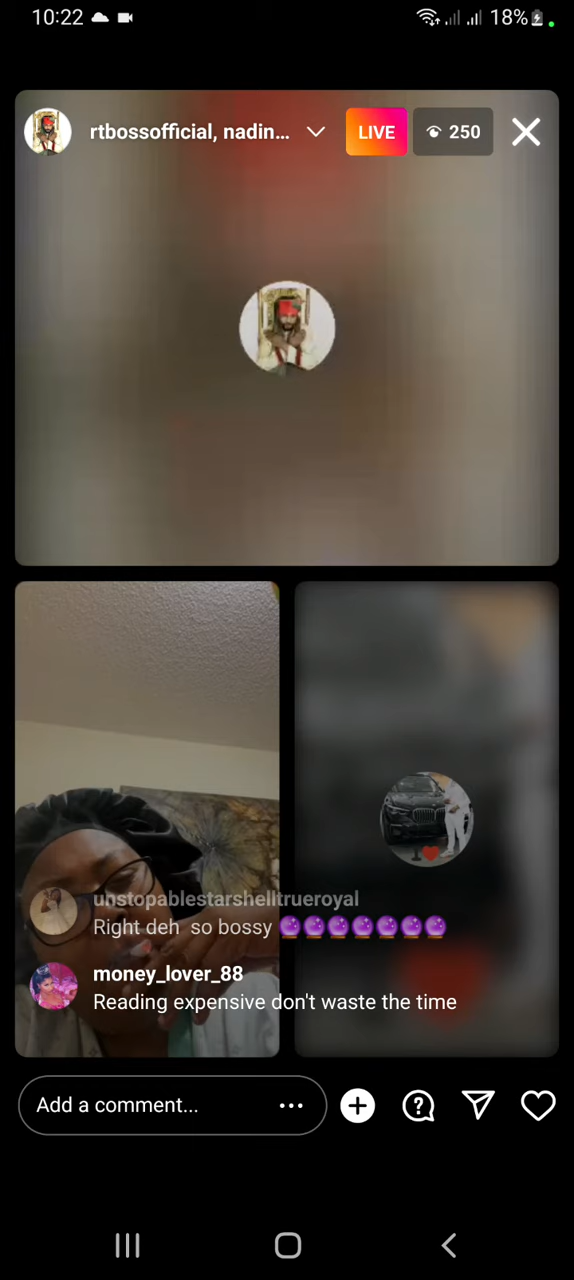 10:22
18%
rtbossofficial, nadin...
LIVE
250
unstopablestarshelltrueroyal
Right deh so bossy 🔮🔮🔮🔮🔮🔮🔮
money_lover_88
Reading expensive don't waste the time
Add a comment...